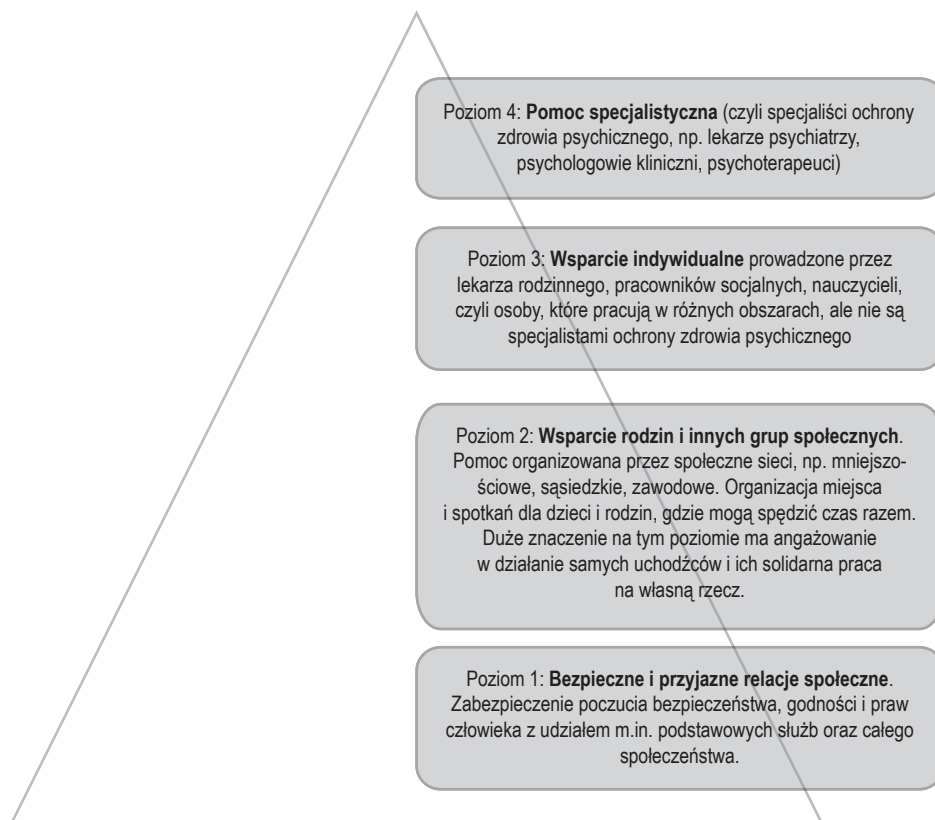 Poziom 4: Pomoc specjalistyczna (czyli specjaliści ochrony
zdrowia psychicznego, np. lekarze psychiatrzy,
psychologowie kliniczni, psychoterapeuci)
Poziom 3: Wsparcie indywidualne prowadzone przez
lekarza rodzinnego, pracowników socjalnych, nauczycieli,
czyli osoby, które pracują w różnych obszarach, ale nie są
specjalistami ochrony zdrowia psychicznego
Poziom 2: Wsparcie rodzin i innych grup społecznych.
Pomoc organizowana przez społeczne sieci, np. mniejszo-
ściowe, sąsiedzkie, zawodowe. Organizacja miejsca
i spotkań dla dzieci i rodzin, gdzie mogą spędzić czas razem.
Duże znaczenie na tym poziomie ma angażowanie
w działanie samych uchodźców i ich solidarna praca
na własną rzecz.
Poziom 1: Bezpieczne i przyjazne relacje społeczne.
Zabezpieczenie poczucia bezpieczeństwa, godności i praw
człowieka z udziałem m.in. podstawowych służb oraz całego
społeczeństwa.